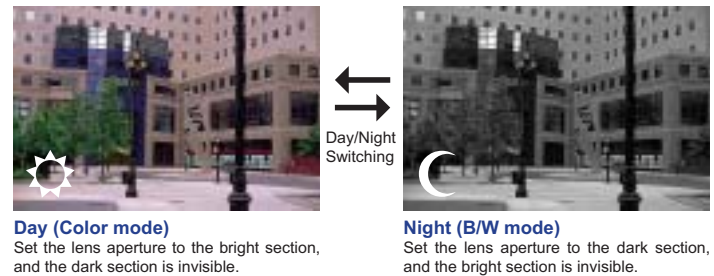 Day/Night
Switching
Day (Color mode)
Set the lens aperture to the bright section,
and the dark section is invisible.
Night (B/W mode)
Set the lens aperture to the dark section,
and the bright section is invisible.